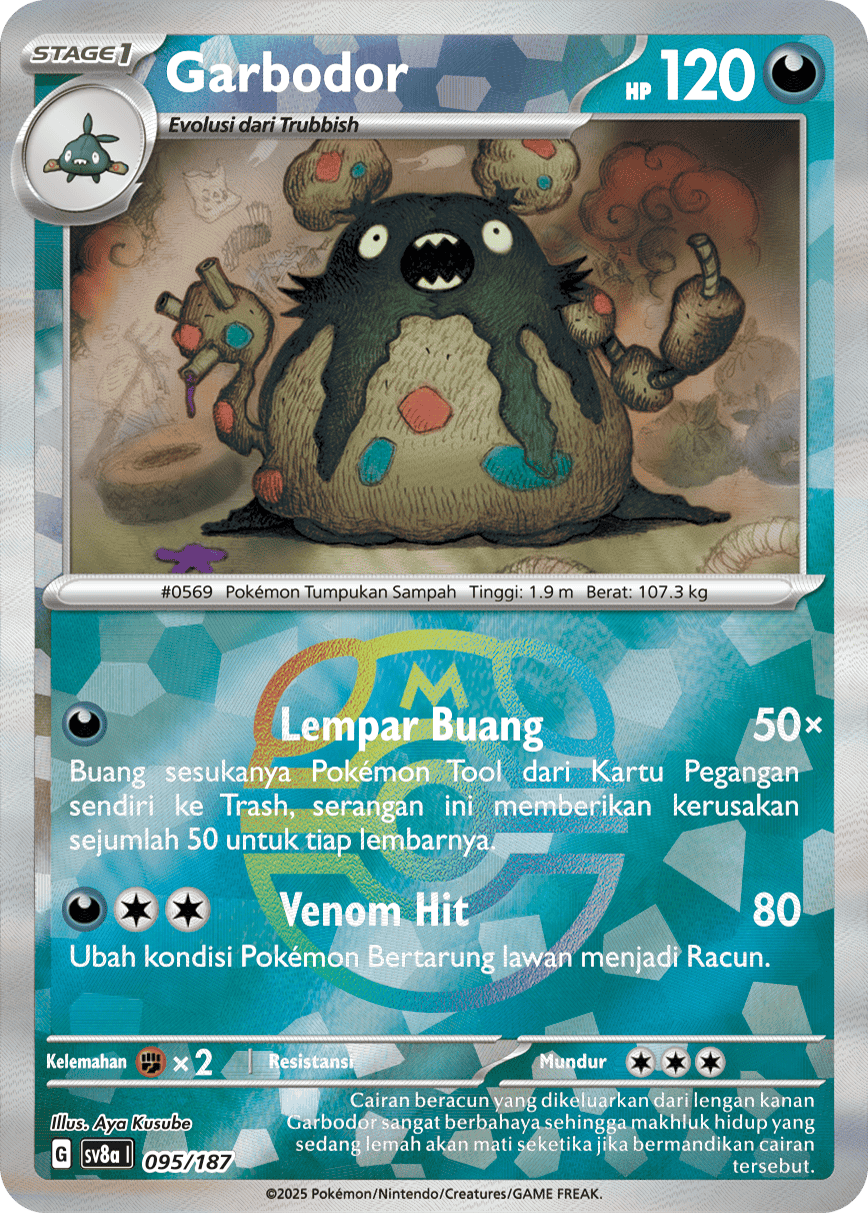 STAGE1
Garbodor
HP 120
Evolusi dari Trubbish
#0569 Pokémon Tumpukan Sampah Tinggi: 1.9 m Berat: 107.3 kg
M
Lempar Buang 50×
Buang sesukanya Pokémon Tool dari Kartu Pegangan
sendiri ke Trash, serangan ini memberikan kerusakan
sejumlah 50 untuk tiap lembarnya.
Venom Hit 80
Ubah kondisi Pokémon Bertarung lawan menjadi Racun.
Kelemahan ×2 Resistansi Mundur
Illus. Aya Kusube
G sv8a I 095/187
Cairan beracun yang dikeluarkan dari lengan kanan
Garbodor sangat berbahaya sehingga makhluk hidup yang
sedang lemah akan mati seketika jika bermandikan cairan
tersebut.
©2025 Pokémon/Nintendo/Creatures/GAME FREAK.